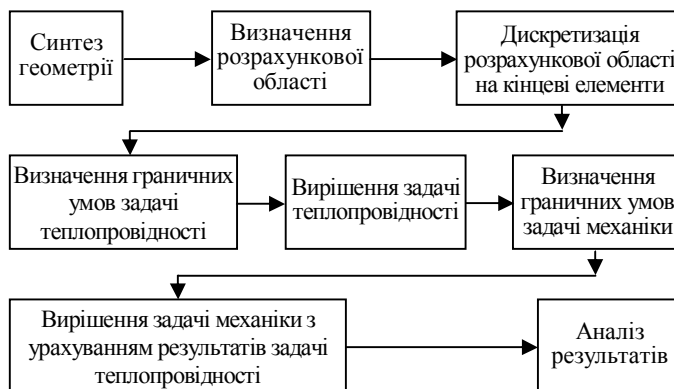 Синтез
геометрії
Визначення
розрахункової
області
Дискретизація
розрахункової області
на кінцеві елементи
Визначення граничних
умов задачі
теплопровідності
Вирішення задачі
теплопровідності
Визначення
граничних умов
задачі механіки
Вирішення задачі механіки з
урахуванням результатів задачі
теплопровідності
Аналіз
результатів